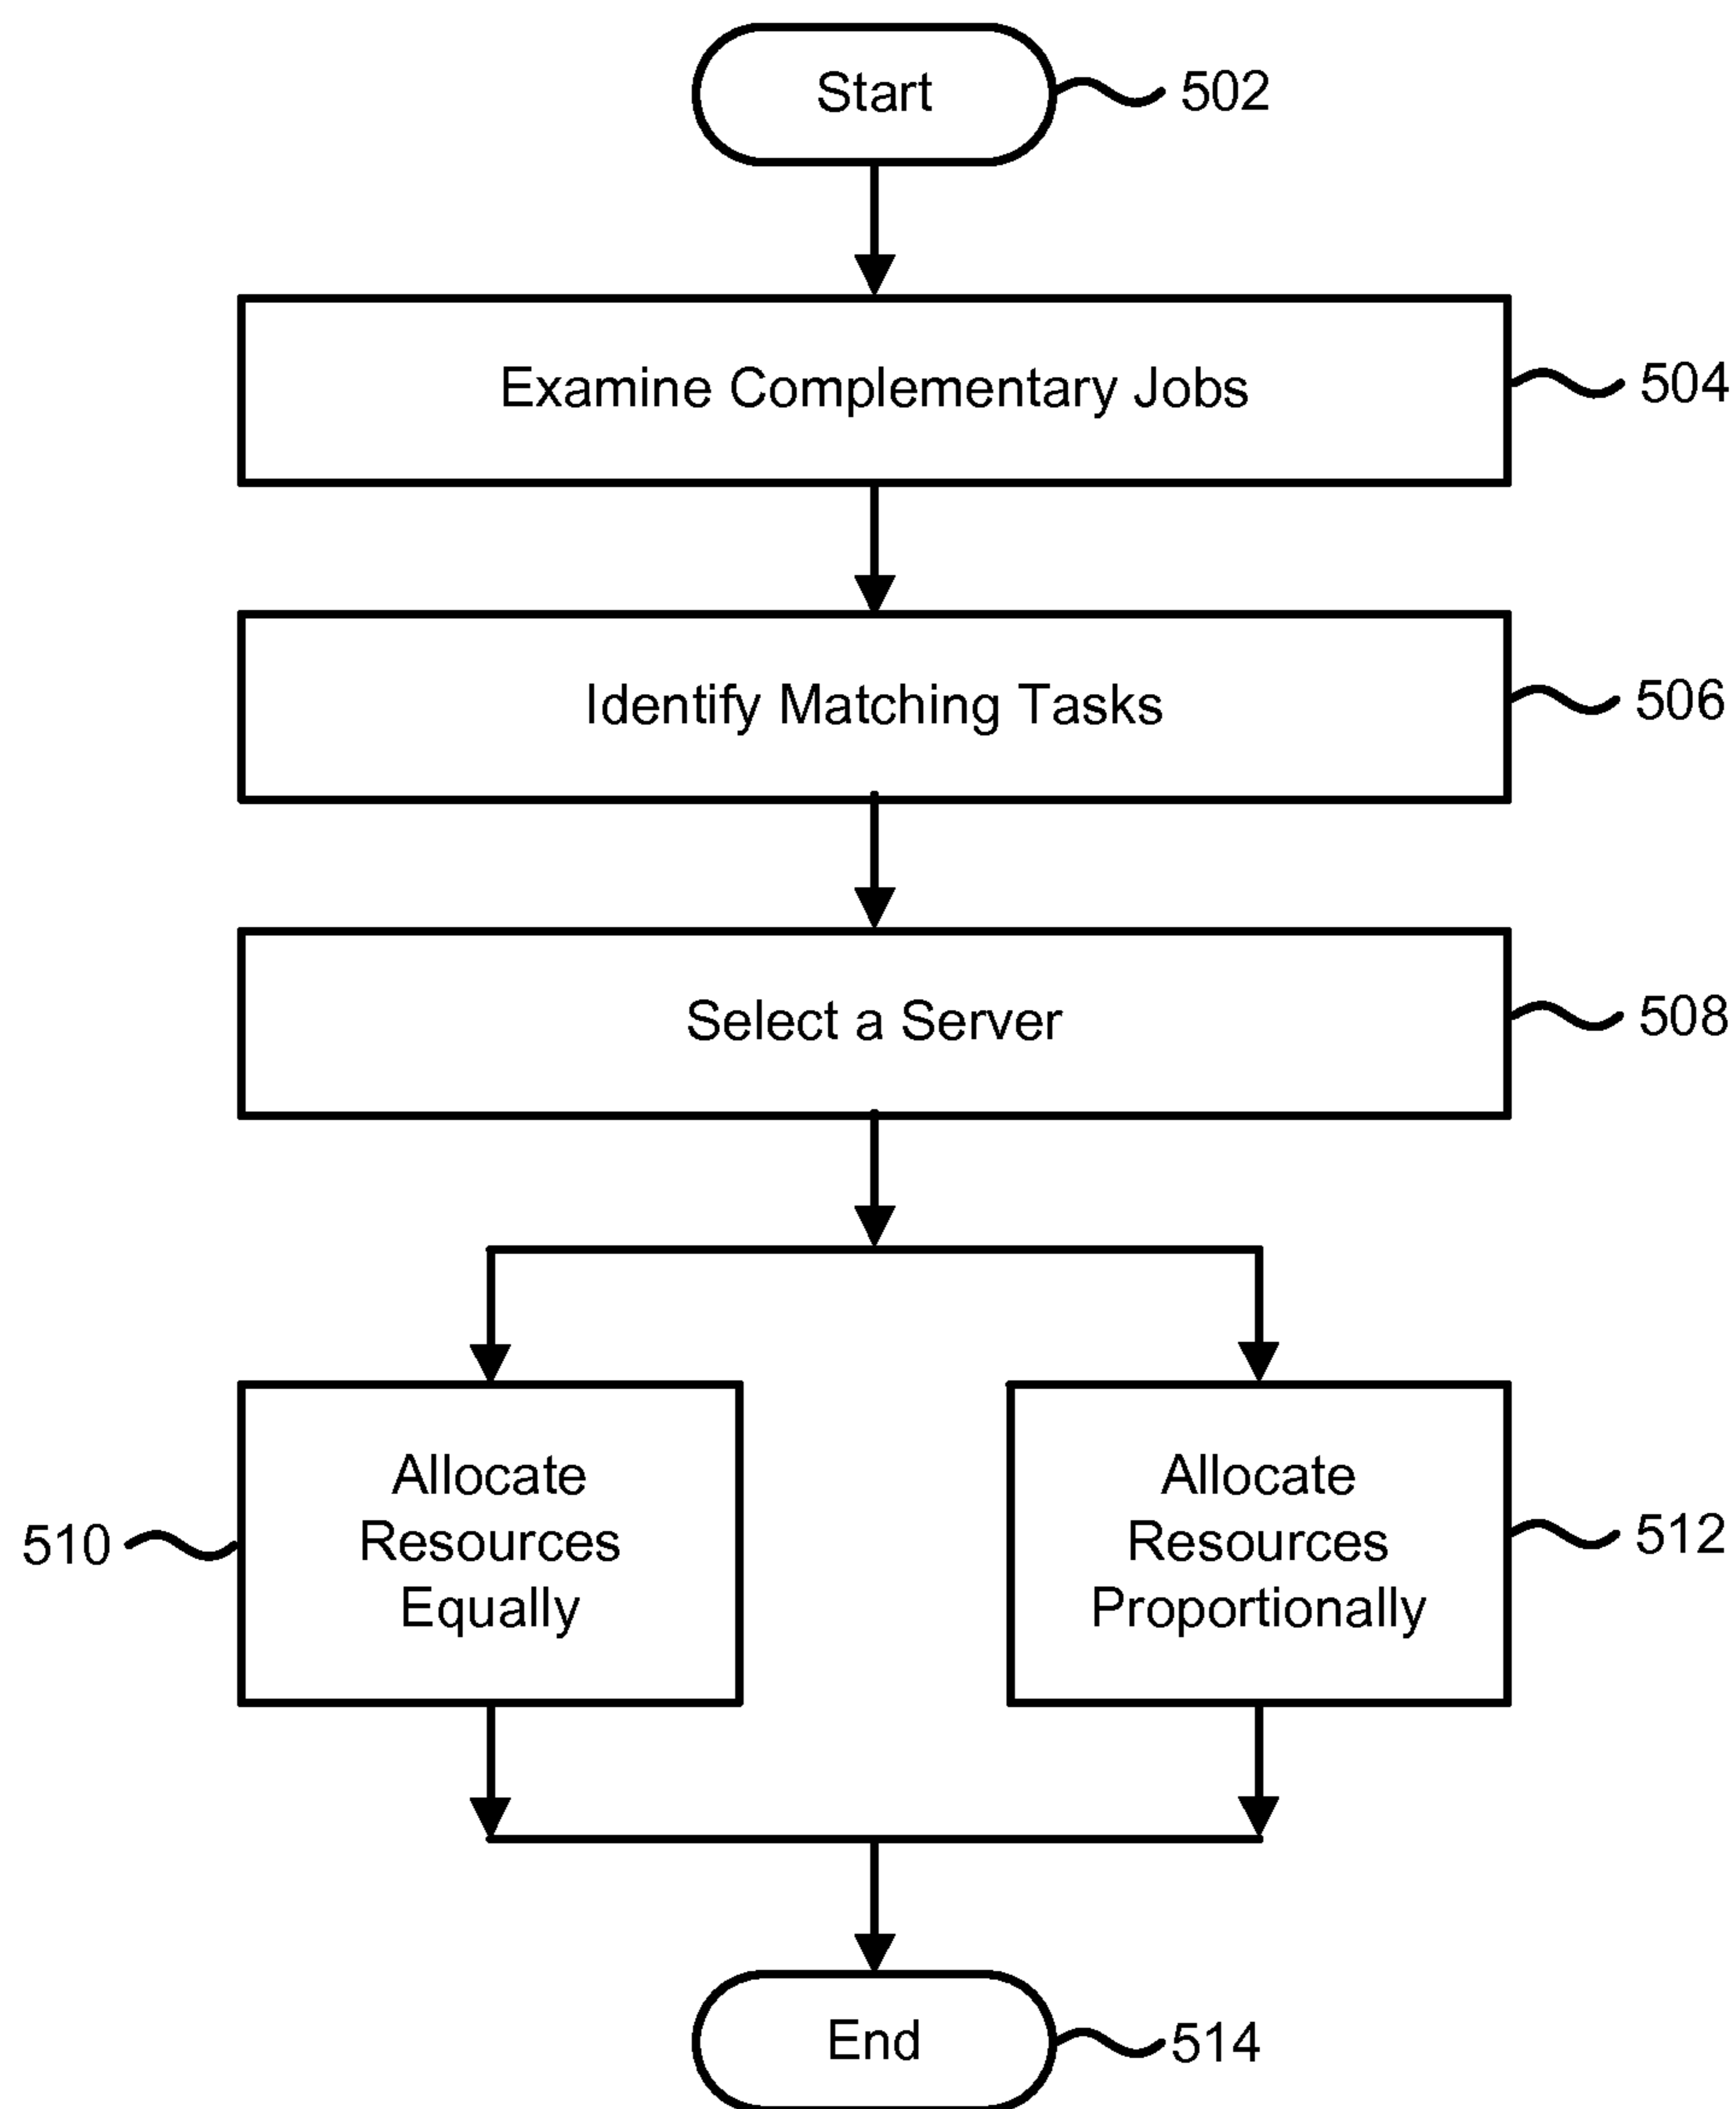 Start
502
Examine Complementary Jobs
504
Identify Matching Tasks
506
Select a Server
508
510
Allocate
Resources
Equally
Allocate
Resources
Proportionally
512
End
514